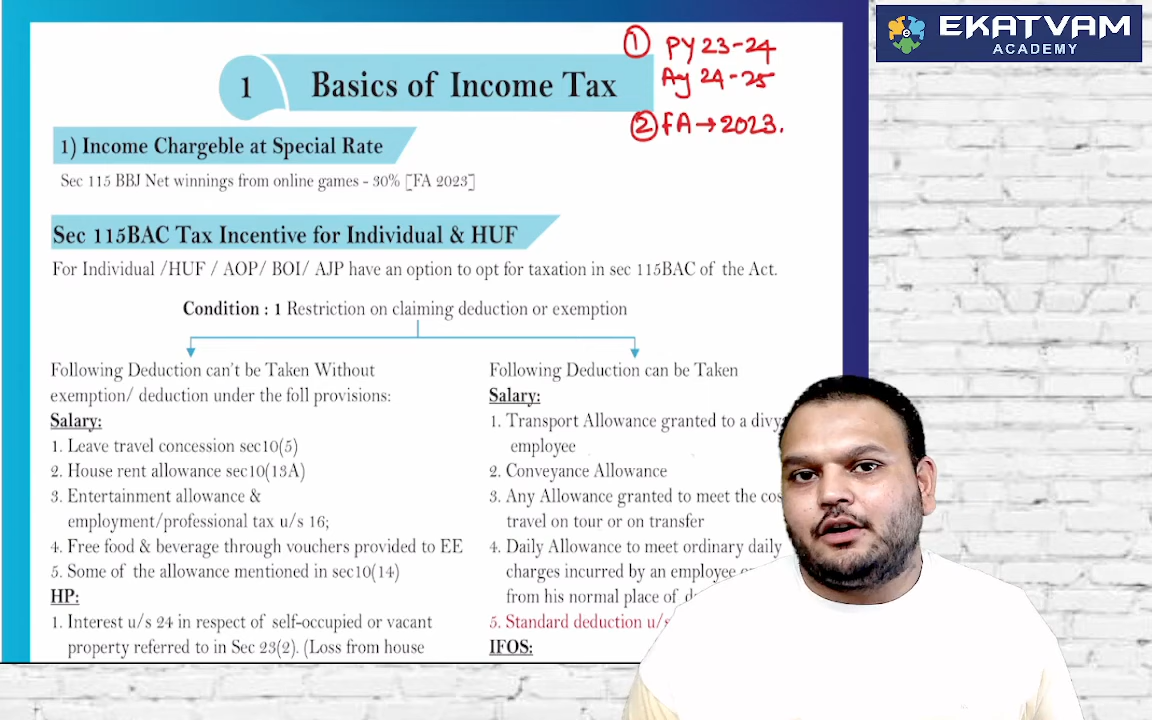 EKATVAM
ACADEMY
① PY 23-24
Ay 24-25
② FA → 2023.
1
Basics of Income Tax
1) Income Chargeble at Special Rate
Sec 115 BBJ Net winnings from online games - 30% [FA 2023]
Sec 115BAC Tax Incentive for Individual & HUF
For Individual /HUF / AOP/ BOI/ AJP have an option to opt for taxation in sec 115BAC of the Act.
Condition : 1 Restriction on claiming deduction or exemption
Following Deduction can't be Taken Without
exemption/ deduction under the foll provisions:
Salary:
1. Leave travel concession sec10(5)
2. House rent allowance sec10(13A)
3. Entertainment allowance &
employment/professional tax u/s 16;
4. Free food & beverage through vouchers provided to EE
5. Some of the allowance mentioned in sec10(14)
HP:
1. Interest u/s 24 in respect of self-occupied or vacant
property referred to in Sec 23(2). (Loss from house
Following Deduction can be Taken
Salary:
1. Transport Allowance granted to a
employee
2. Conveyance Allowance
3. Any Allowance granted to meet the
travel on tour or on transfer
4. Daily Allowance to meet ordinary daily
charges incurred by an employee
from his normal place of
5. Standard deduction
IFOS: